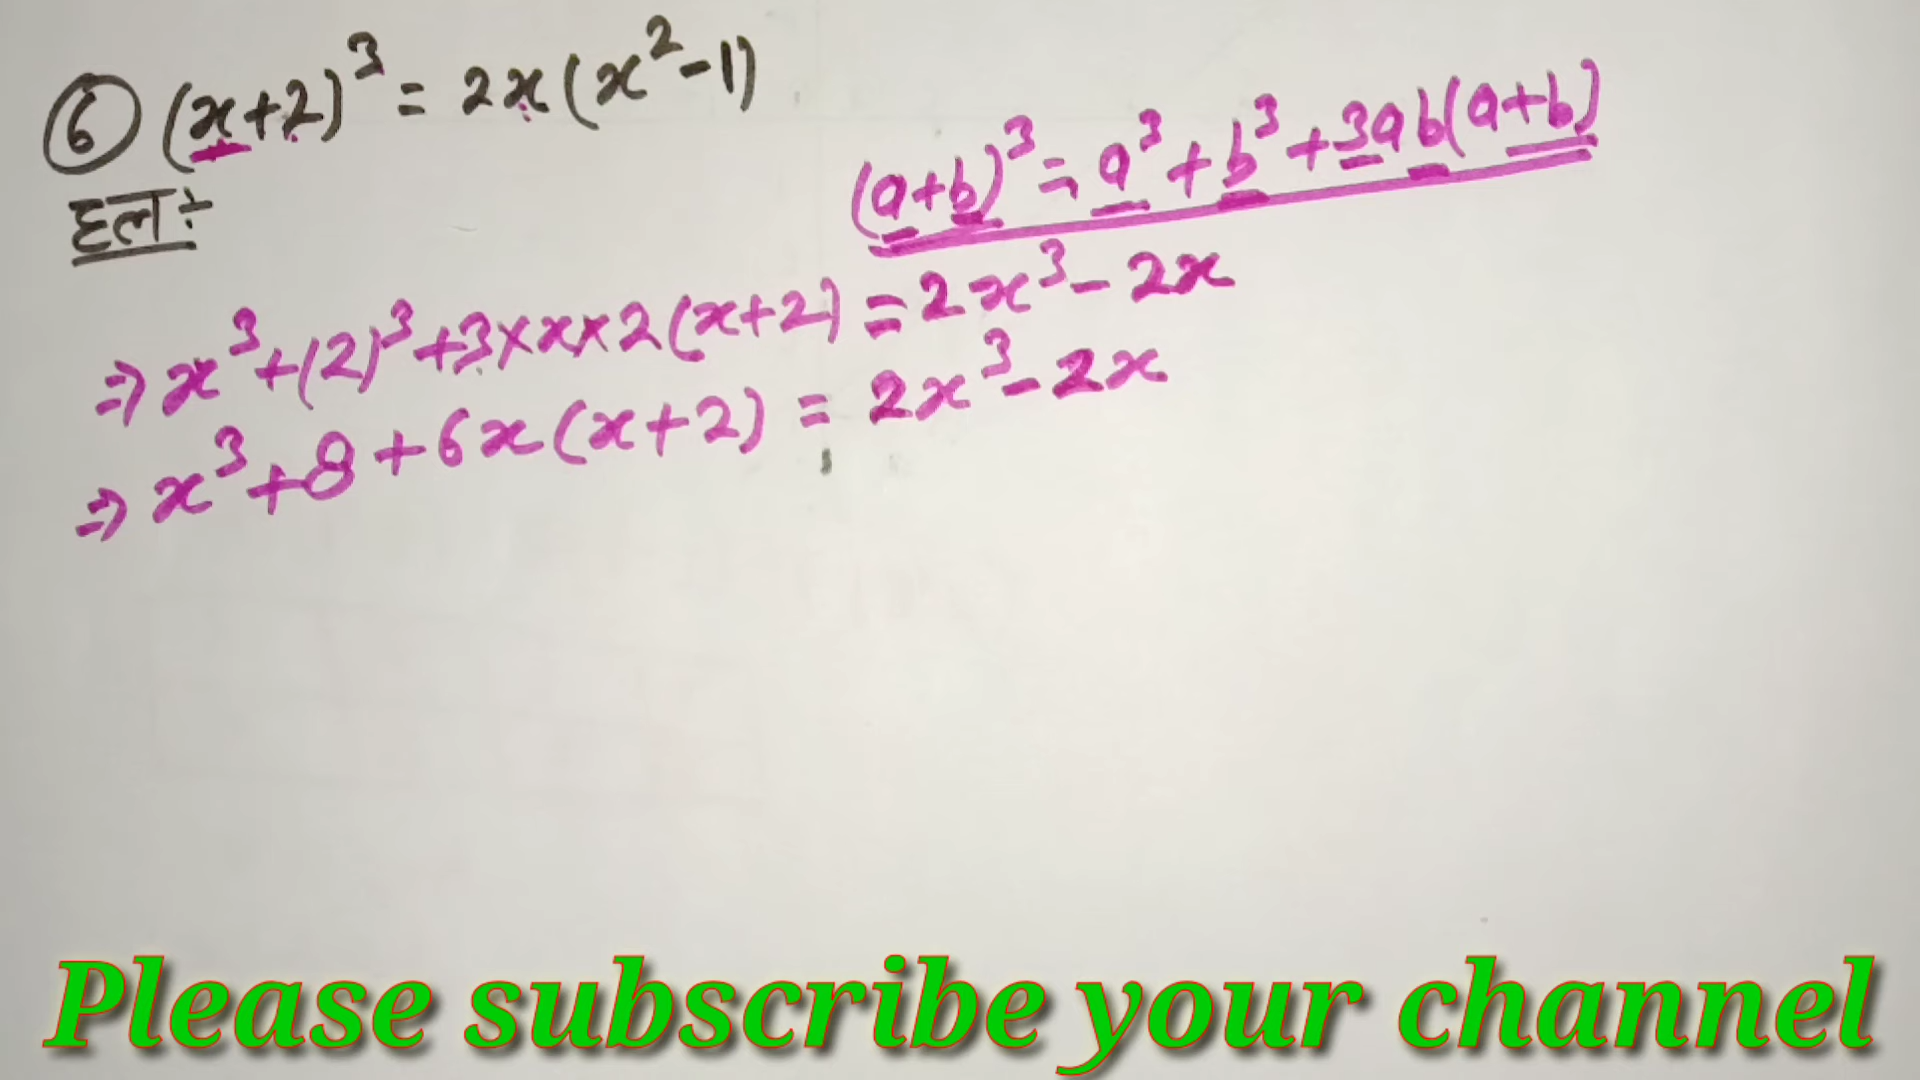 ⑥ (x+2)³ = 2x(x²-1)
हल÷
(a+b)³ = a³+b³+3ab(a+b)
⇒ x³+(2)³+3×x×2(x+2) = 2x³-2x
⇒ x³+8+6x(x+2) = 2x³-2x
Please subscribe your channel